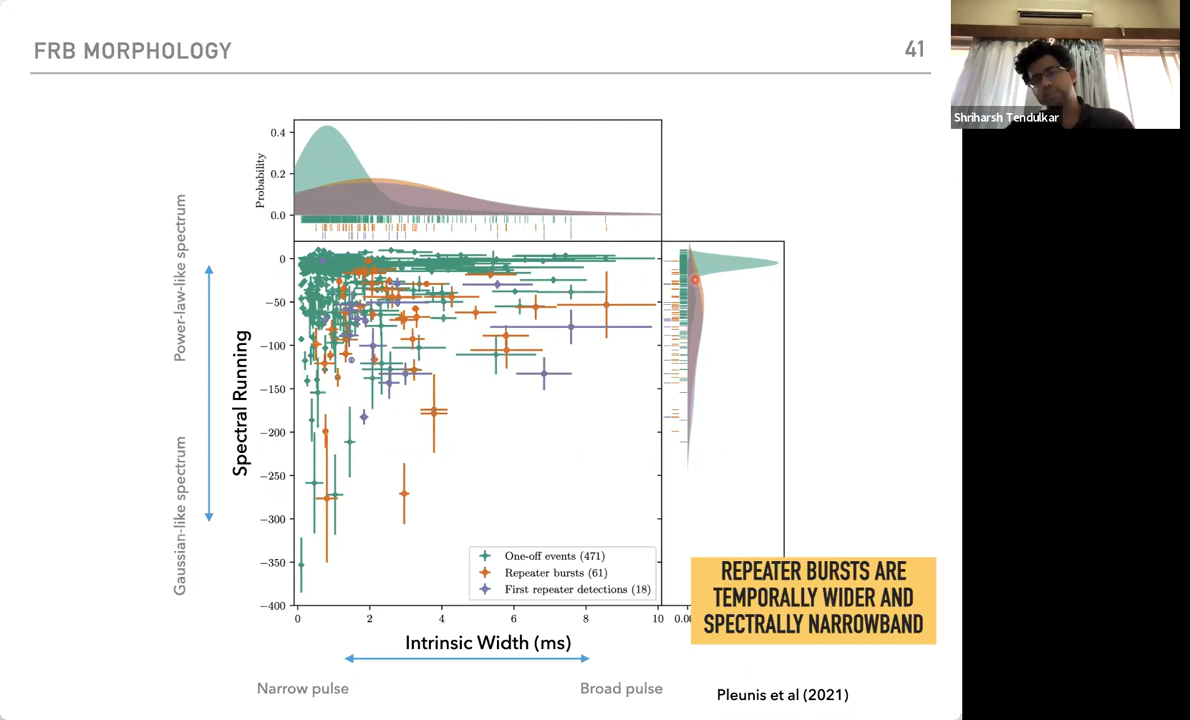 FRB MORPHOLOGY
41
Shriharsh Tendulkar
Power-law-like spectrum
Gaussian-like spectrum
Probability
0.4
0.2
0.0
Spectral Running
0
−50
−100
−150
−200
−250
−300
−350
−400
One-off events (471)
Repeater bursts (61)
First repeater detections (18)
0
2
4
6
8
10
0.00
Intrinsic Width (ms)
Narrow pulse
Broad pulse
REPEATER BURSTS ARE
TEMPORALLY WIDER AND
SPECTRALLY NARROWBAND
Pleunis et al (2021)